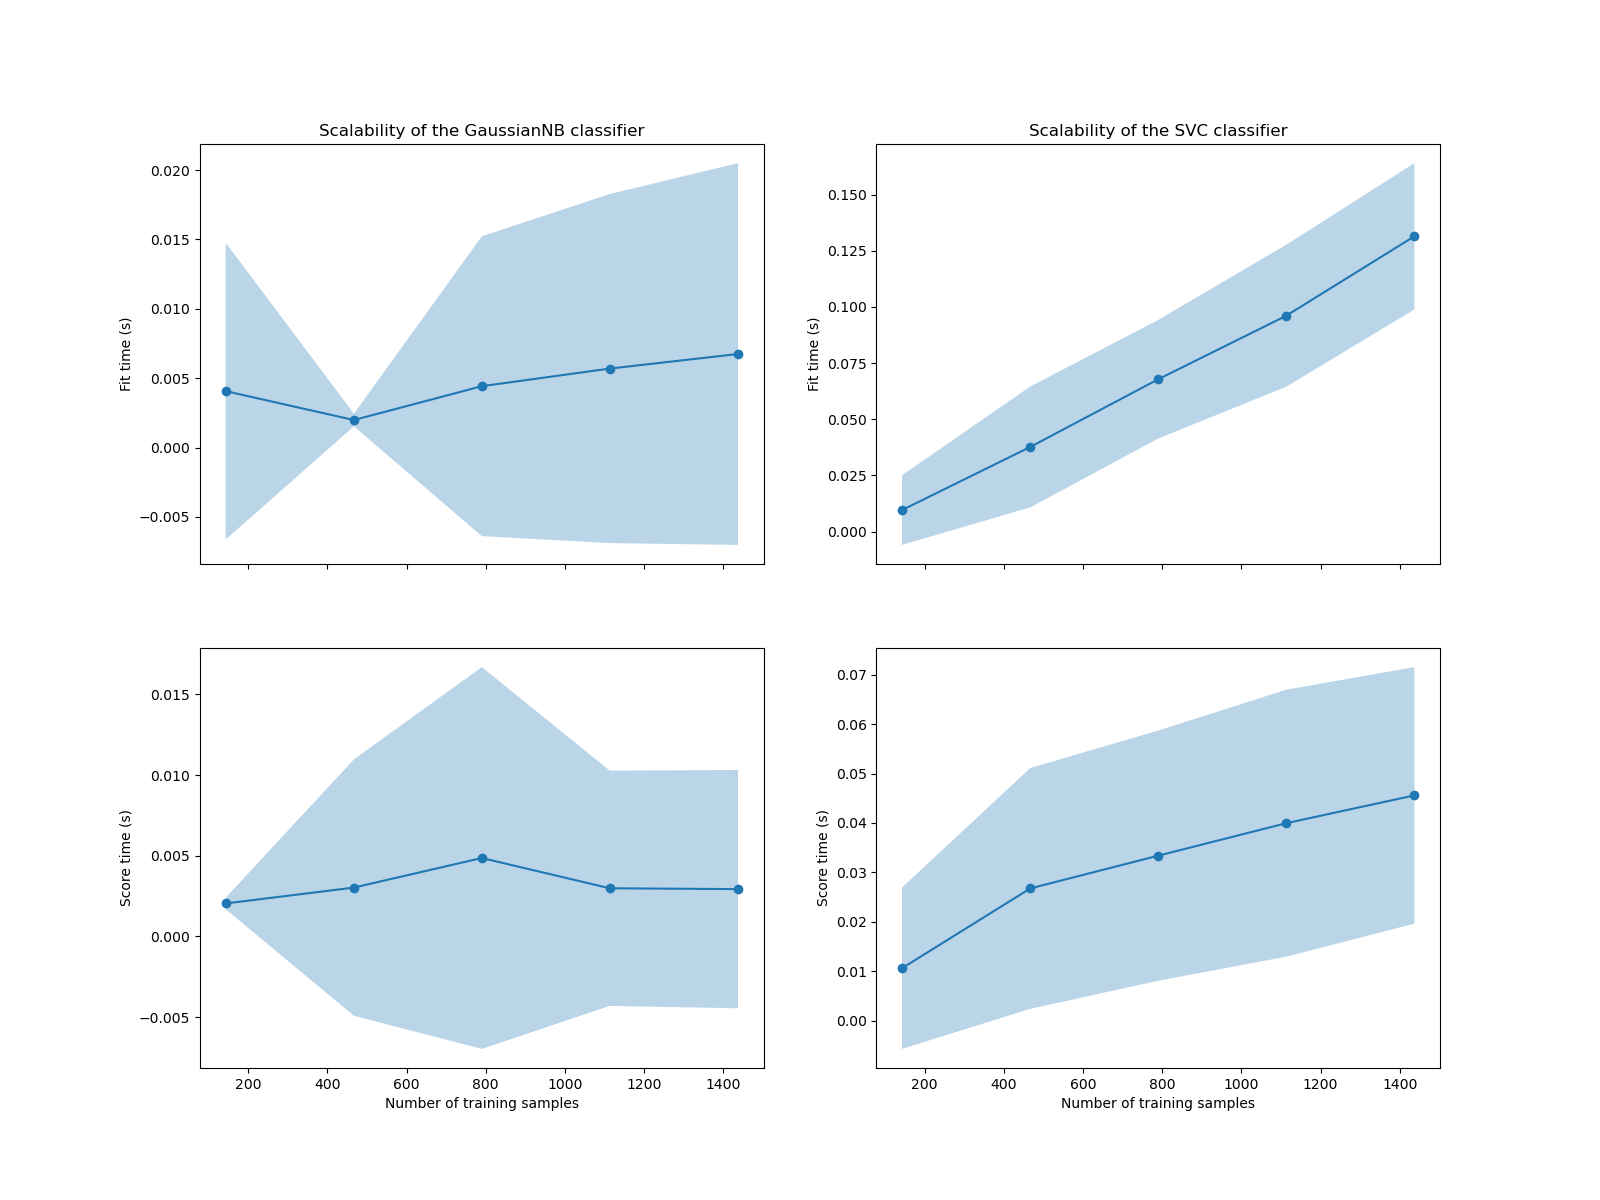 Scalability of the GaussianNB classifier
0.020
0.015
0.010
0.005
0.000
−0.005
Fit time (s)
Scalability of the SVC classifier
0.150
0.125
0.100
0.075
0.050
0.025
0.000
Fit time (s)
0.015
0.010
0.005
0.000
−0.005
Score time (s)
200 400 600 800 1000 1200 1400
Number of training samples
0.07
0.06
0.05
0.04
0.03
0.02
0.01
0.00
Score time (s)
200 400 600 800 1000 1200 1400
Number of training samples